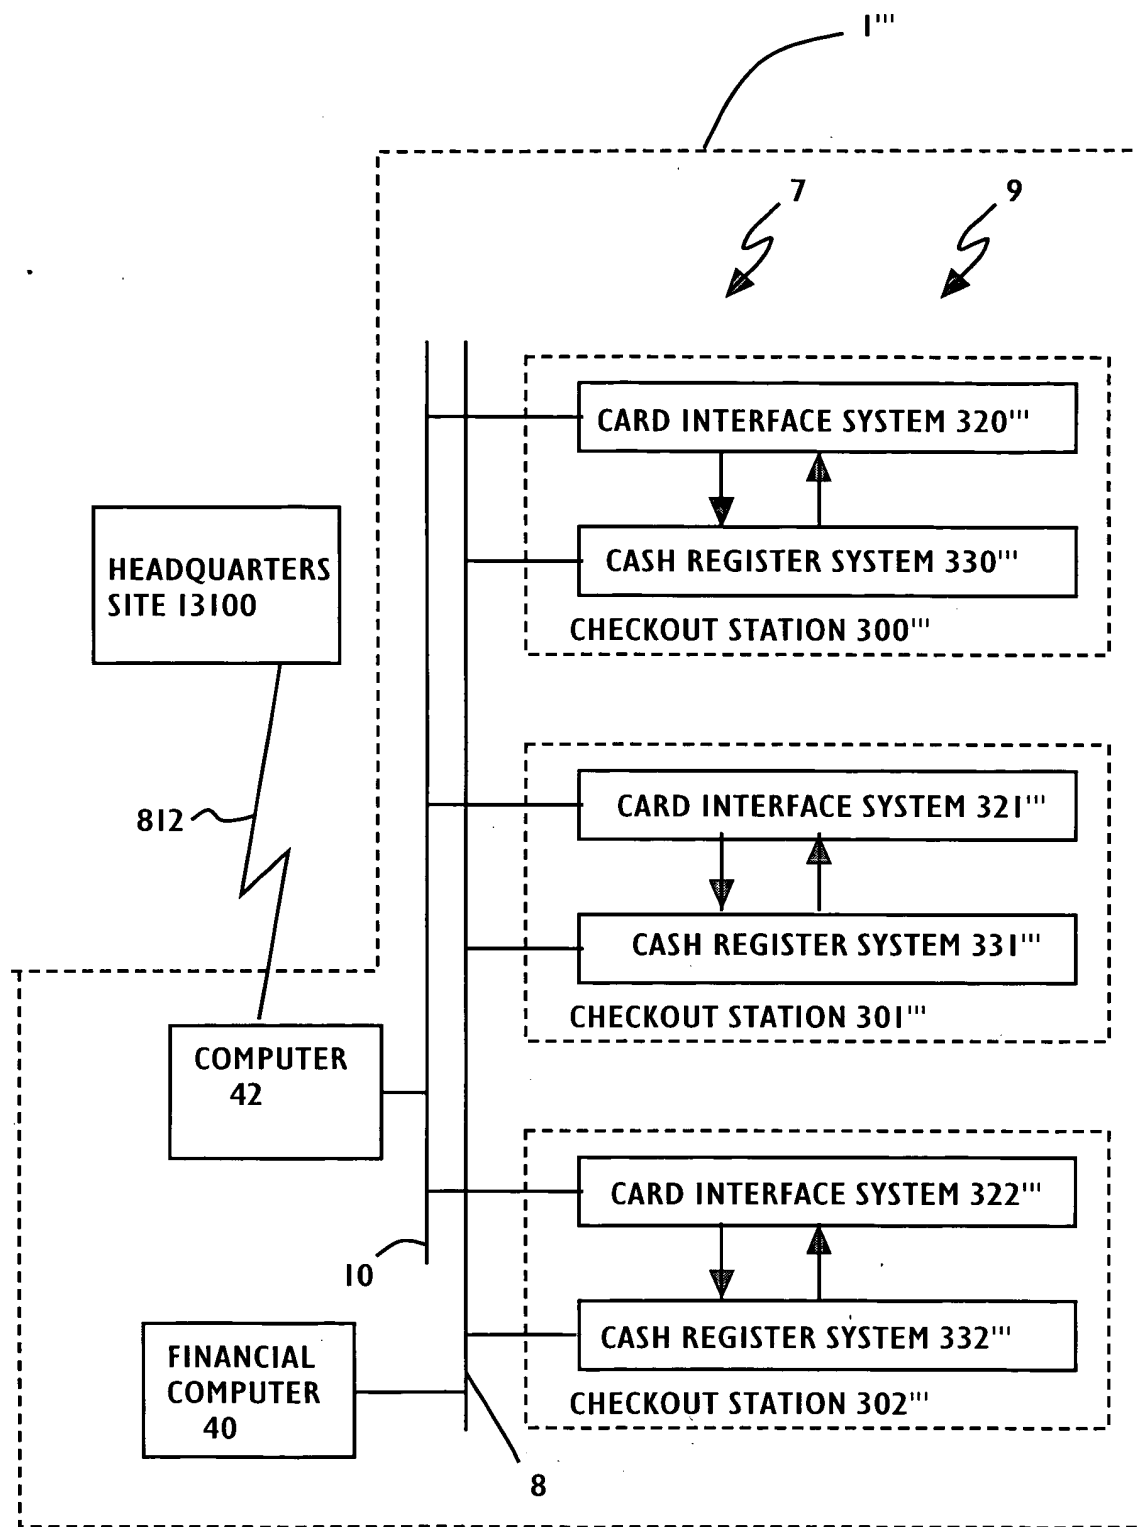 1'''
7
9
CARD INTERFACE SYSTEM 320'''
CASH REGISTER SYSTEM 330'''
CHECKOUT STATION 300'''
HEADQUARTERS
SITE 13100
812
CARD INTERFACE SYSTEM 321'''
CASH REGISTER SYSTEM 331'''
CHECKOUT STATION 301'''
COMPUTER
42
CARD INTERFACE SYSTEM 322'''
10
CASH REGISTER SYSTEM 332'''
CHECKOUT STATION 302'''
FINANCIAL
COMPUTER
40
8